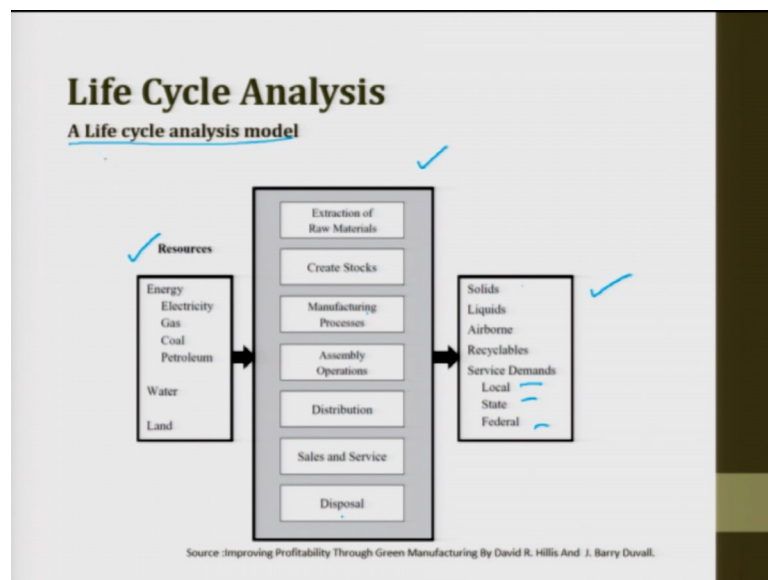 Life Cycle Analysis
A Life cycle analysis model
Resources
Energy
Electricity
Gas
Coal
Petroleum
Water
Land
Extraction of
Raw Materials
Create Stocks
Manufacturing
Processes
Assembly
Operations
Distribution
Sales and Service
Disposal
Solids
Liquids
Airborne
Recyclables
Service Demands
Local
State
Federal
Source :Improving Profitability Through Green Manufacturing By David R. Hillis And J. Barry Duvall.